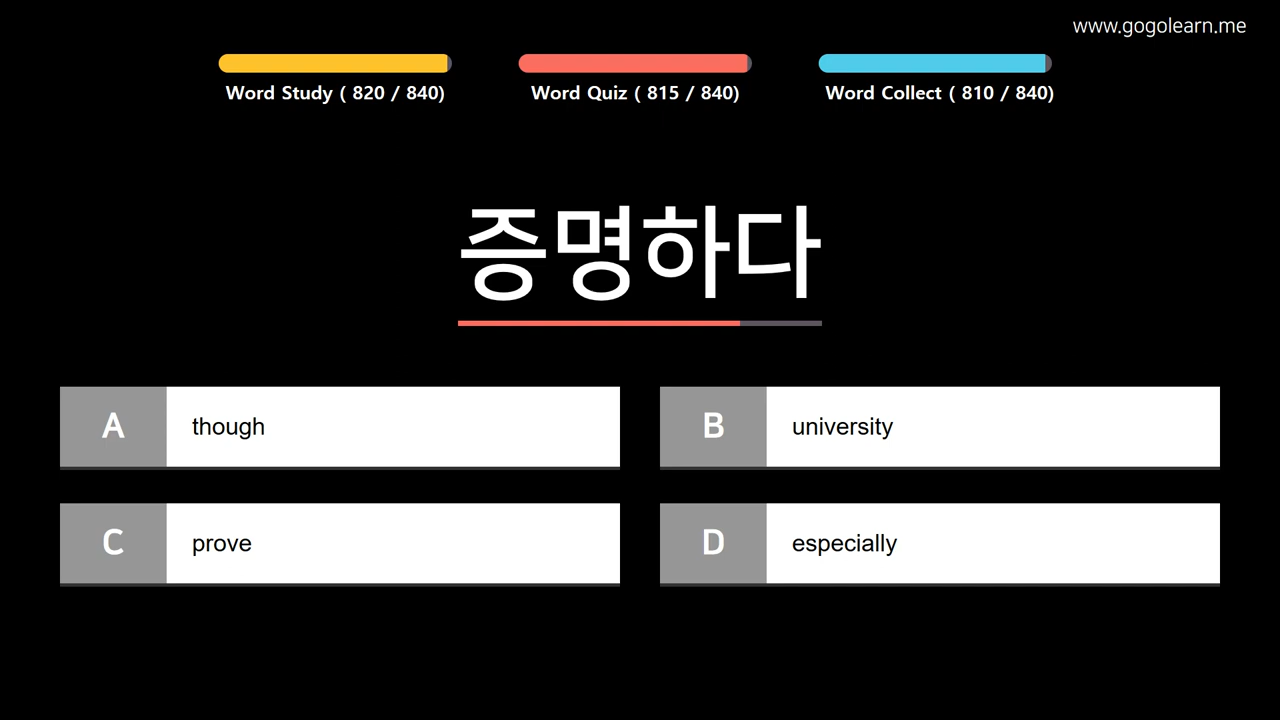 www.gogolearn.me
Word Study ( 820 / 840)
Word Quiz ( 815 / 840)
Word Collect ( 810 / 840)
증명하다
A though
B university
C prove
D especially